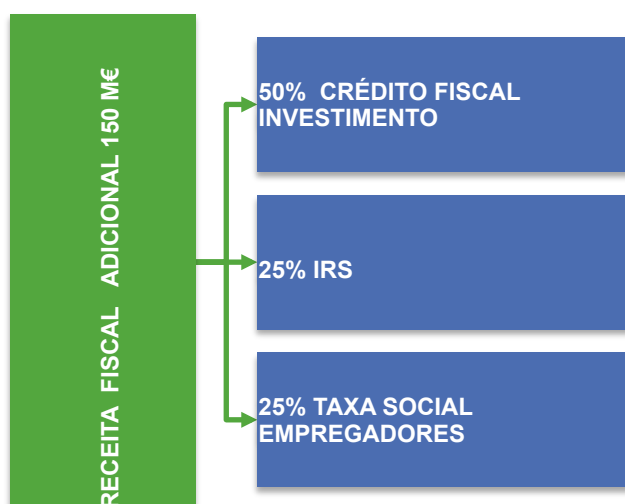 RECEITA FISCAL ADICIONAL 150 M€
50% CRÉDITO FISCAL
INVESTIMENTO
25% IRS
25% TAXA SOCIAL
EMPREGADORES